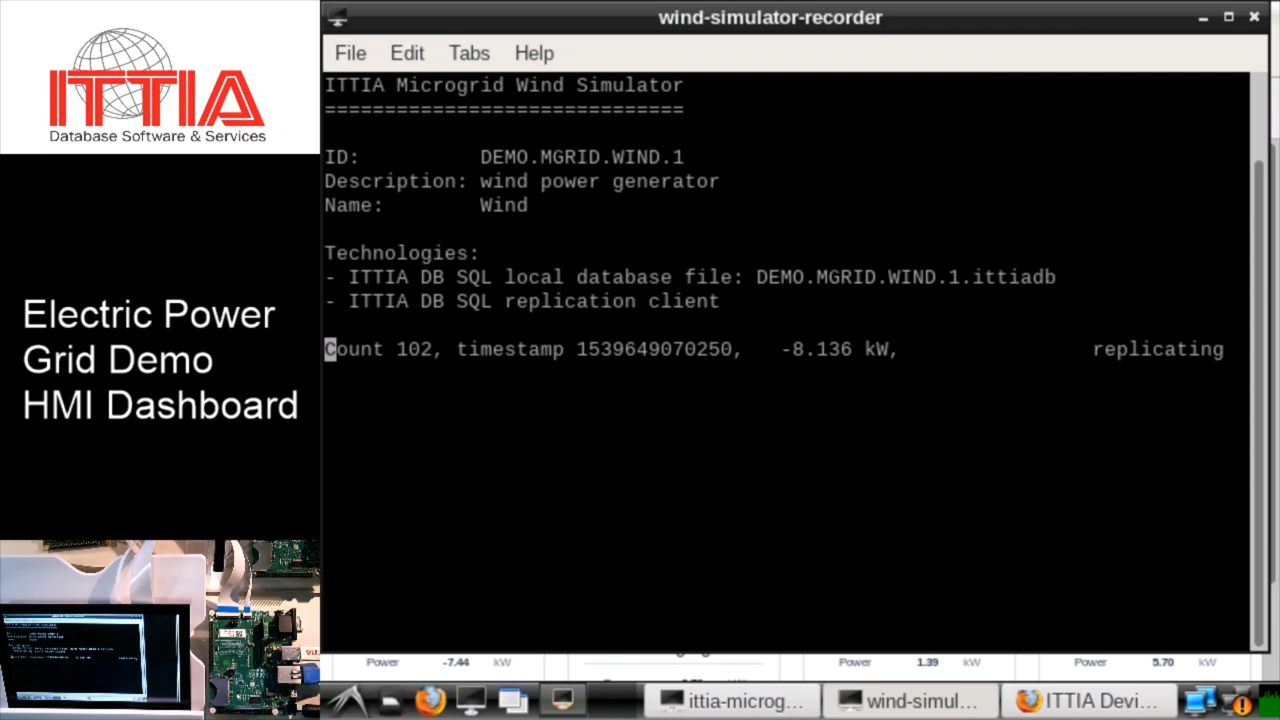 ITTIA
Database Software & Services
Electric Power
Grid Demo
HMI Dashboard
wind-simulator-recorder
File Edit Tabs Help
ITTIA Microgrid Wind Simulator
==============================
ID: DEMO.MGRID.WIND.1
Description: wind power generator
Name: Wind
Technologies:
- ITTIA DB SQL local database file: DEMO.MGRID.WIND.1.ittiadb
- ITTIA DB SQL replication client
Count 102, timestamp 1539649070250, -8.136 kW, replicating
Power -7.44 kW Power 1.39 kW Power 5.70 kW
ittia-microg... wind-simul... ITTIA Devi...